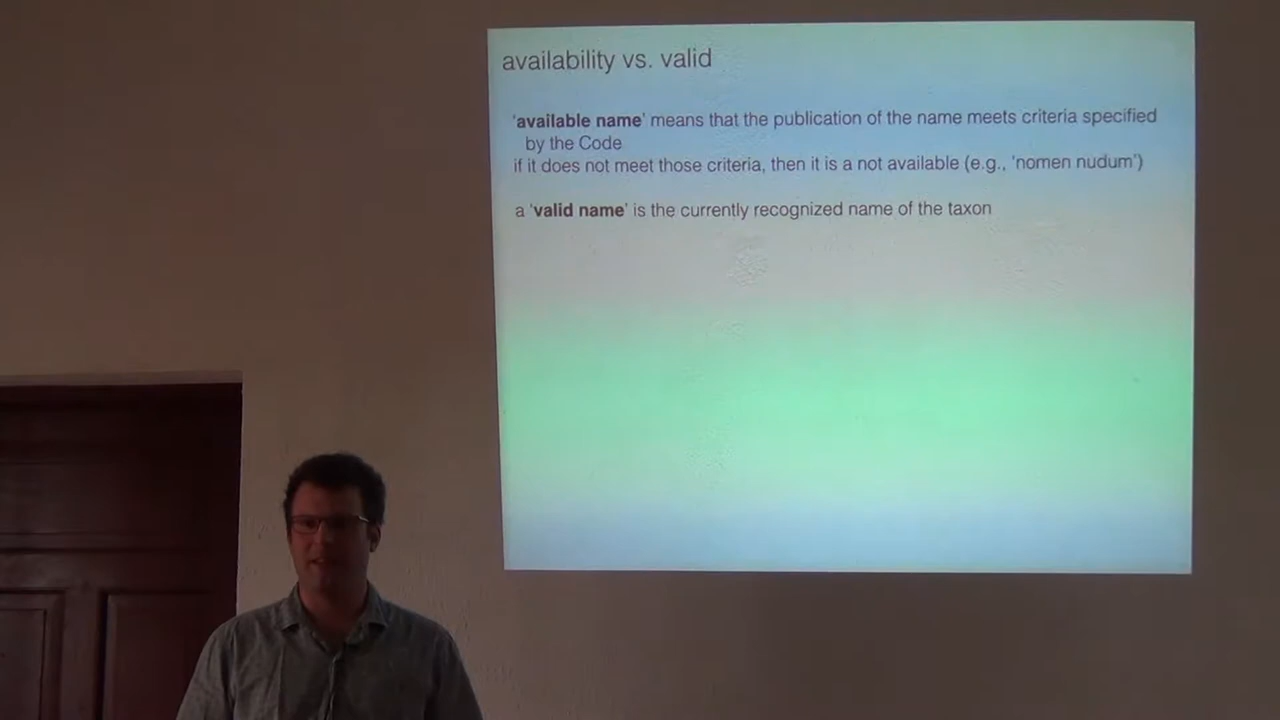 availability vs. valid
'available name' means that the publication of the name meets criteria specified
by the Code
if it does not meet those criteria, then it is a not available (e.g., 'nomen nudum')
a 'valid name' is the currently recognized name of the taxon